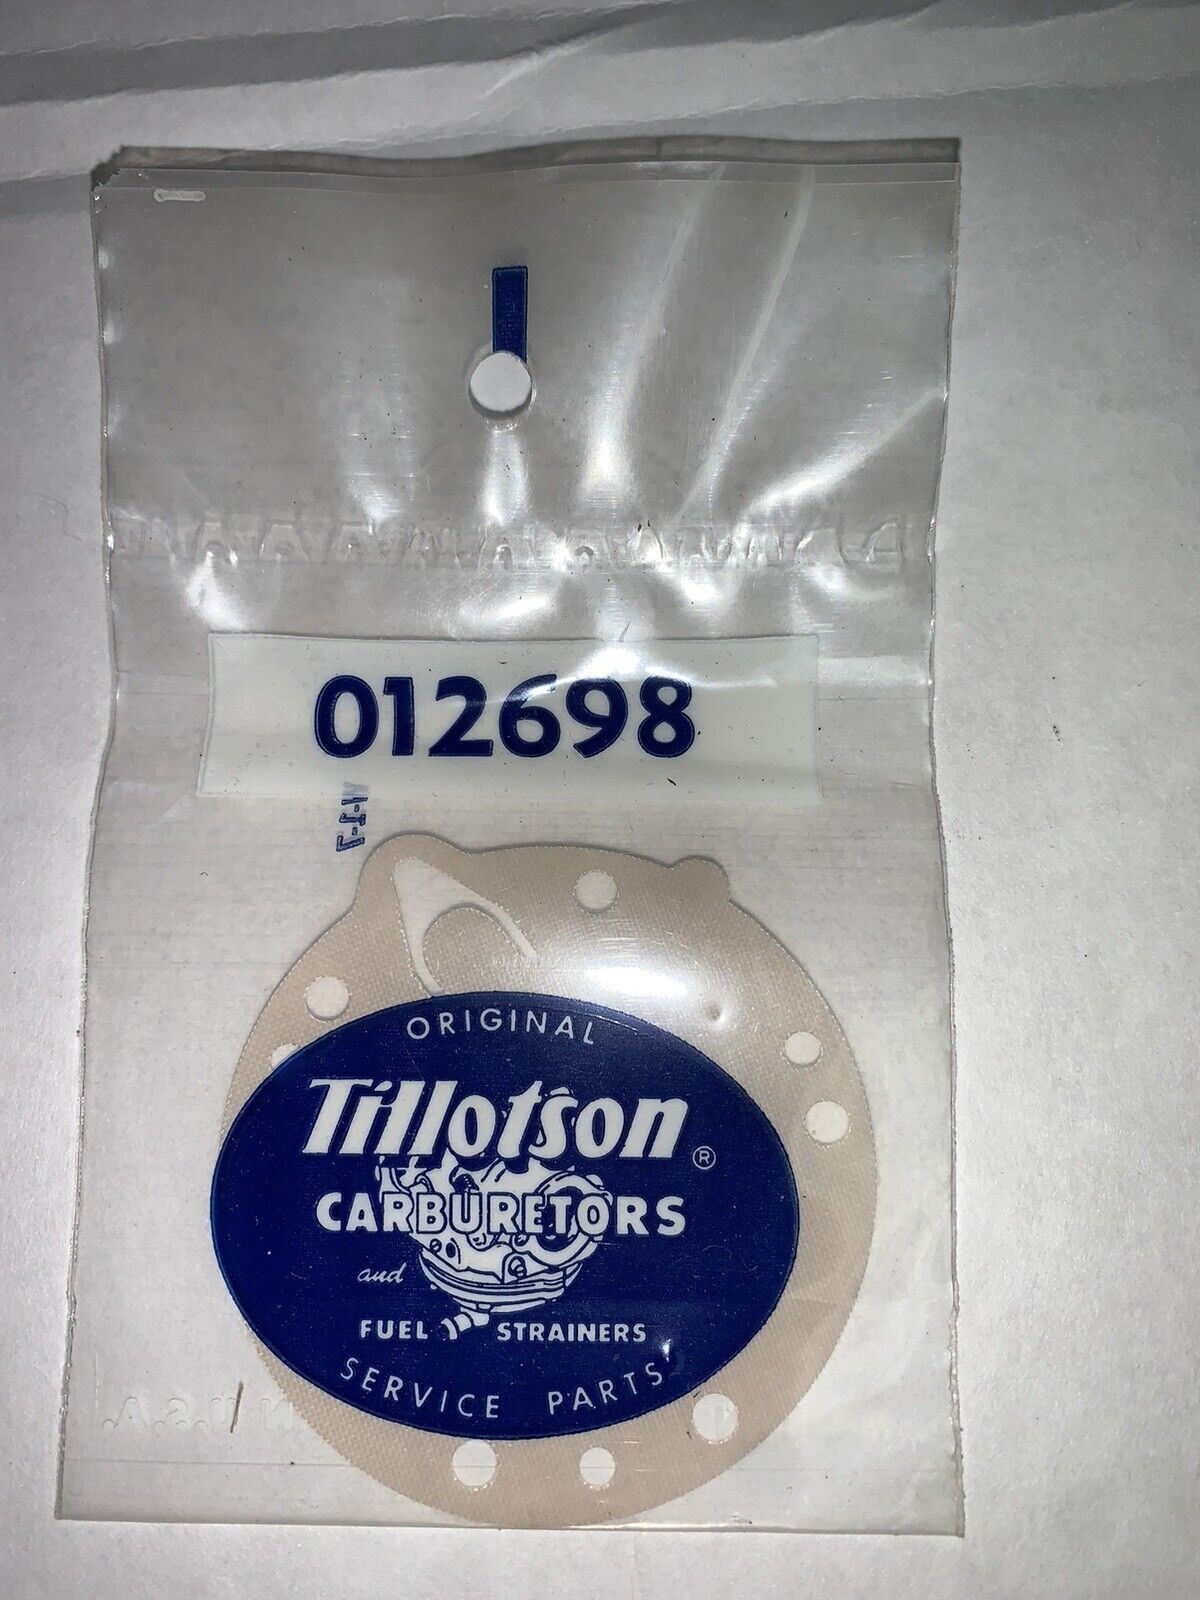 012698
ORIGINAL
Tillotson ®
CARBURETORS
and
FUEL STRAINERS
SERVICE PARTS
U.S.A.